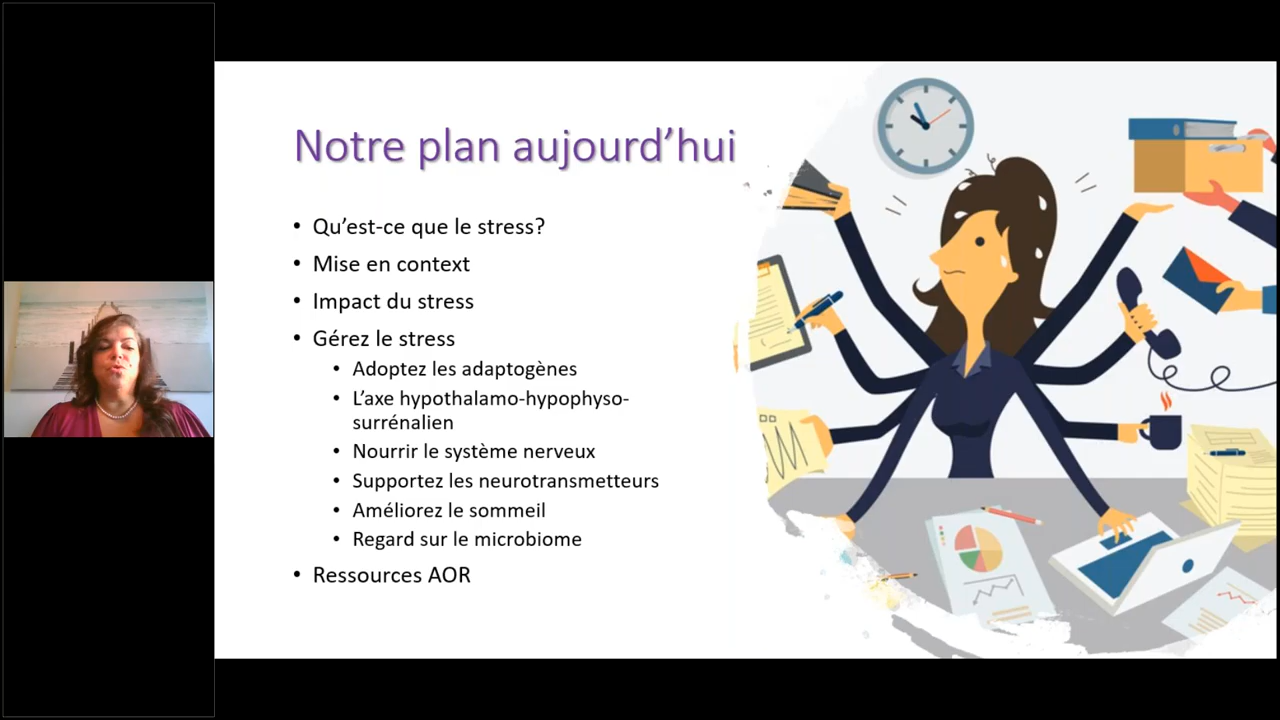 Notre plan aujourd’hui
• Qu’est-ce que le stress?
• Mise en context
• Impact du stress
• Gérez le stress
• Adoptez les adaptogènes
• L’axe hypothalamo-hypophyso-
surrénalien
• Nourrir le système nerveux
• Supportez les neurotransmetteurs
• Améliorez le sommeil
• Regard sur le microbiome
• Ressources AOR